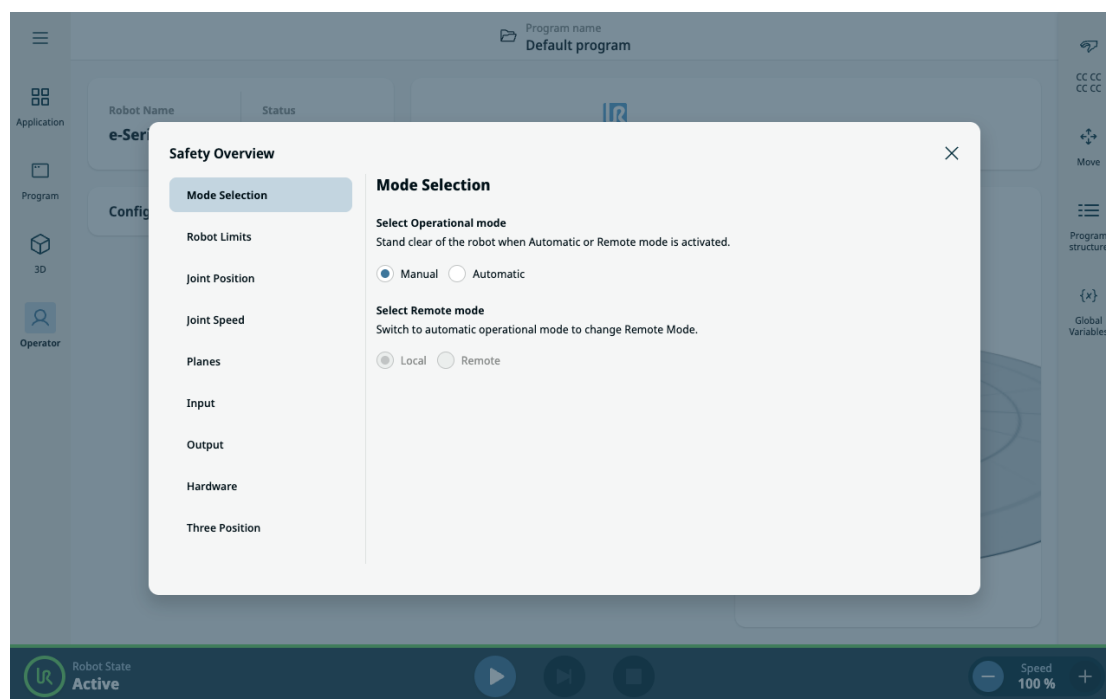 Program name
Default program
Application
Program
3D
Operator
Robot Name
Status
e-Seri
Config
Safety Overview
Mode Selection
Robot Limits
Joint Position
Joint Speed
Planes
Input
Output
Hardware
Three Position
Mode Selection
Select Operational mode
Stand clear of the robot when Automatic or Remote mode is activated.
Manual Automatic
Select Remote mode
Switch to automatic operational mode to change Remote Mode.
Local Remote
CC CC
CC CC
Move
Program
structure
{x}
Global
Variables
UR
Robot State
Active
Speed
100 %